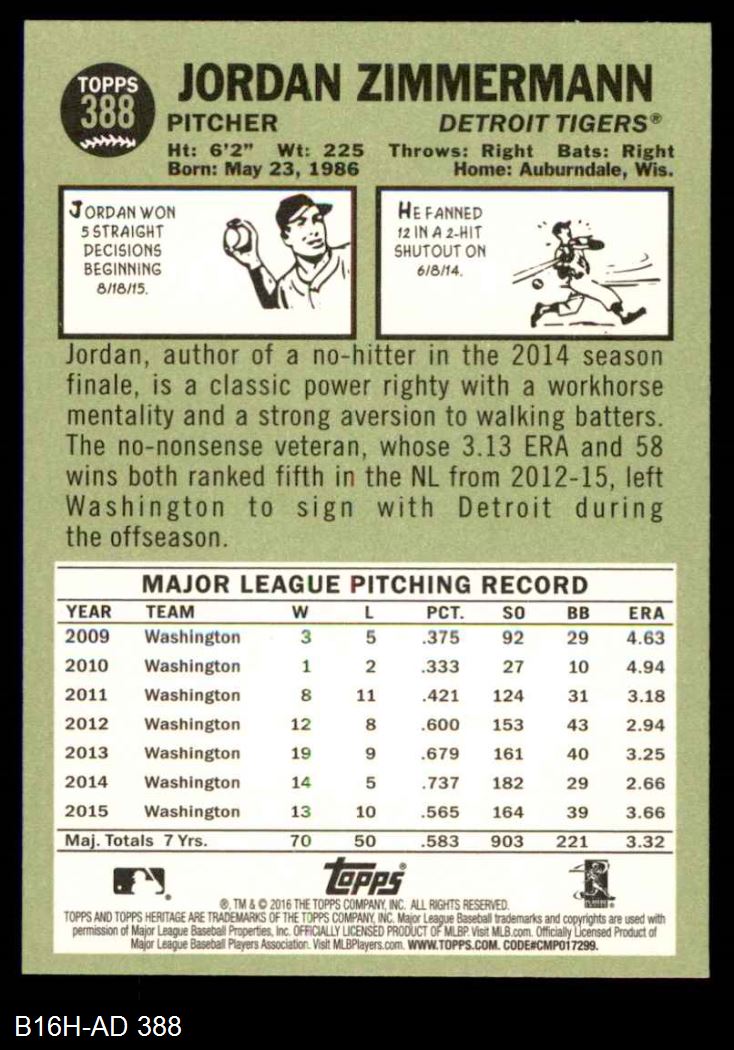 TOPPS
388
JORDAN ZIMMERMANN
PITCHER DETROIT TIGERS®
Ht: 6'2" Wt: 225 Throws: Right Bats: Right
Born: May 23, 1986 Home: Auburndale, Wis.
JORDAN WON
5 STRAIGHT
DECISIONS
BEGINNING
8/18/15.
HE FANNED
12 IN A 2-HIT
SHUTOUT ON
6/8/14.
Jordan, author of a no-hitter in the 2014 season
finale, is a classic power righty with a workhorse
mentality and a strong aversion to walking batters.
The no-nonsense veteran, whose 3.13 ERA and 58
wins both ranked fifth in the NL from 2012-15, left
Washington to sign with Detroit during
the offseason.
MAJOR LEAGUE PITCHING RECORD
YEAR TEAM W L PCT. SO BB ERA
2009 Washington 3 5 .375 92 29 4.63
2010 Washington 1 2 .333 27 10 4.94
2011 Washington 8 11 .421 124 31 3.18
2012 Washington 12 8 .600 153 43 2.94
2013 Washington 19 9 .679 161 40 3.25
2014 Washington 14 5 .737 182 29 2.66
2015 Washington 13 10 .565 164 39 3.66
Maj. Totals 7 Yrs. 70 50 .583 903 221 3.32
Topps®
®, TM & © 2016 THE TOPPS COMPANY, INC. ALL RIGHTS RESERVED.
TOPPS AND TOPPS HERITAGE ARE TRADEMARKS OF THE TOPPS COMPANY, INC. Major League Baseball trademarks and copyrights are used with
permission of Major League Baseball Properties, Inc. OFFICIALLY LICENSED PRODUCT OF MLBP. Visit MLB.com. Officially Licensed Product of
Major League Baseball Players Association. Visit MLBPlayers.com. WWW.TOPPS.COM. CODE#CMP017299.
B16H-AD 388